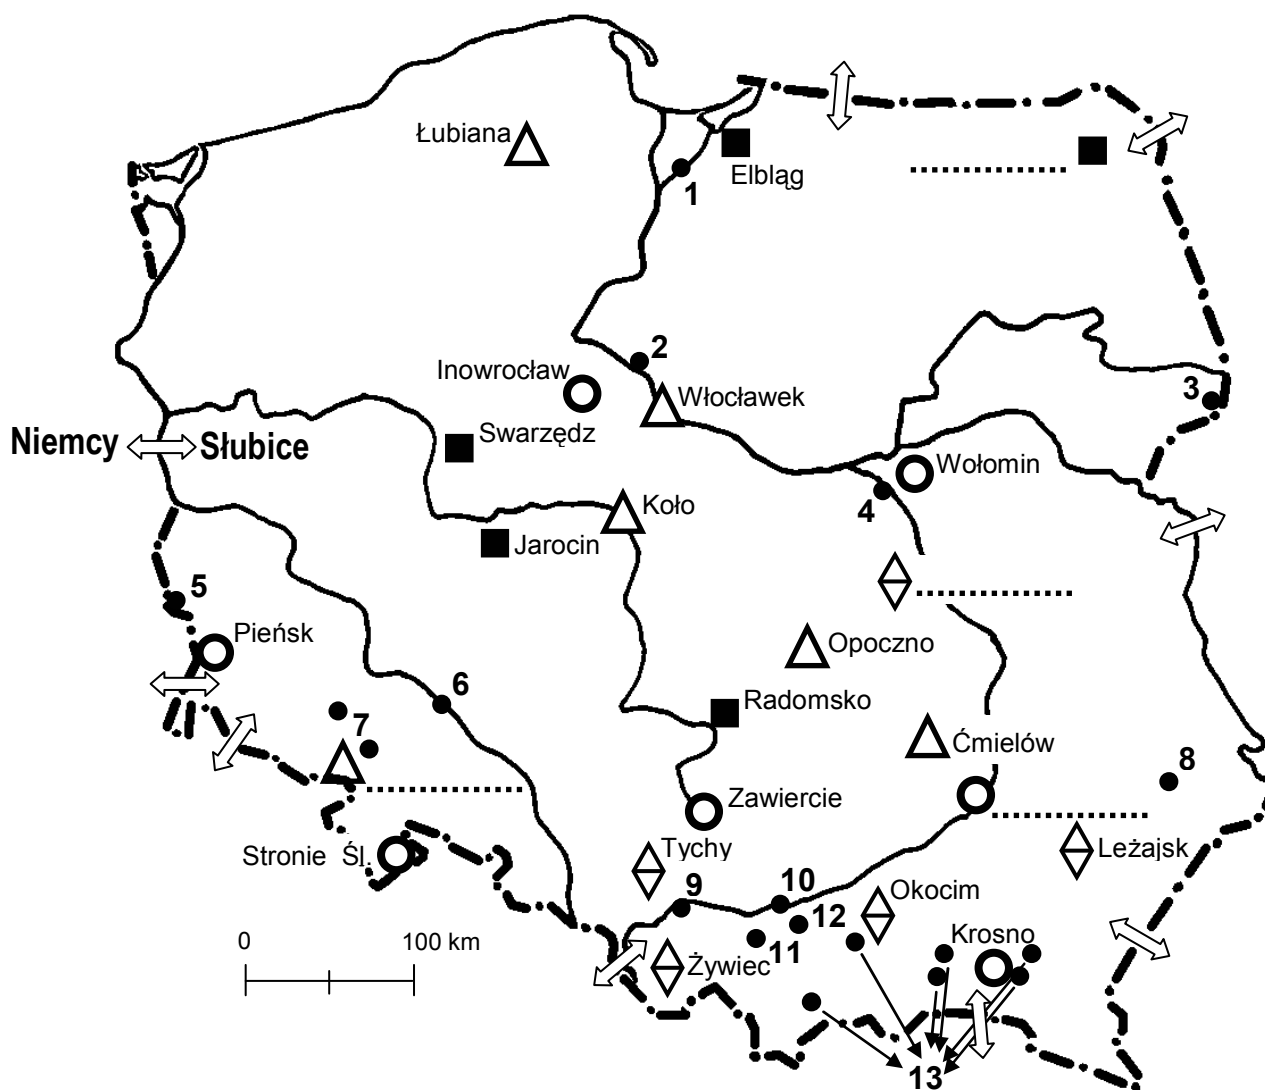 Łubiana
Elbląg
1
2
Inowrocław
Włocławek
3
Niemcy
Słubice
Swarzędz
Wołomin
4
Koło
Jarocin
5
Pieńsk
Opoczno
6
Radomsko
7
Ćmielów
8
Zawiercie
Stronie Śl.
Tychy
Leżajsk
9
10
Okocim
12
11
Krosno
0
100 km
Żywiec
13